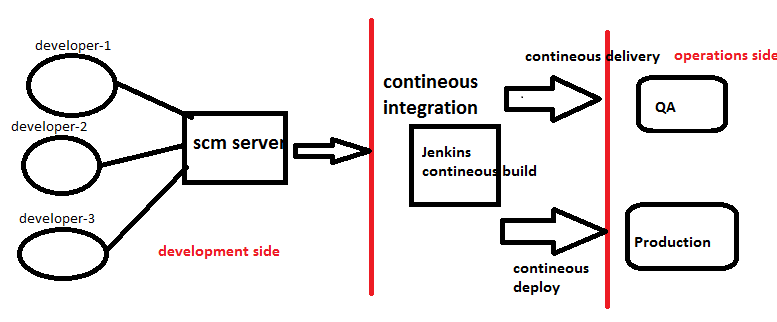 developer-1
developer-2
developer-3
scm server
development side
contineous
integration
Jenkins
contineous build
contineous delivery
operations side
QA
contineous
deploy
Production